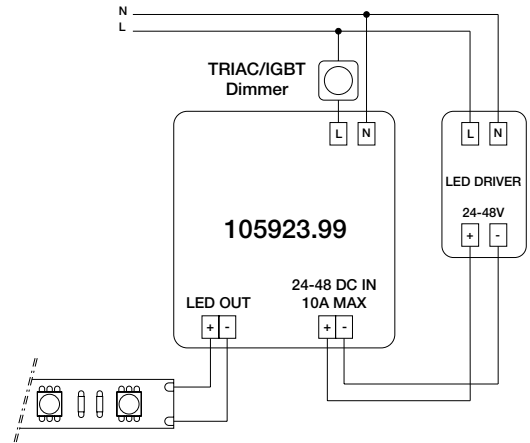 N
L
TRIAC/IGBT
Dimmer
L N
L N
LED DRIVER
24-48V
+ -
105923.99
LED OUT
24-48 DC IN
10A MAX
+ -
+ -